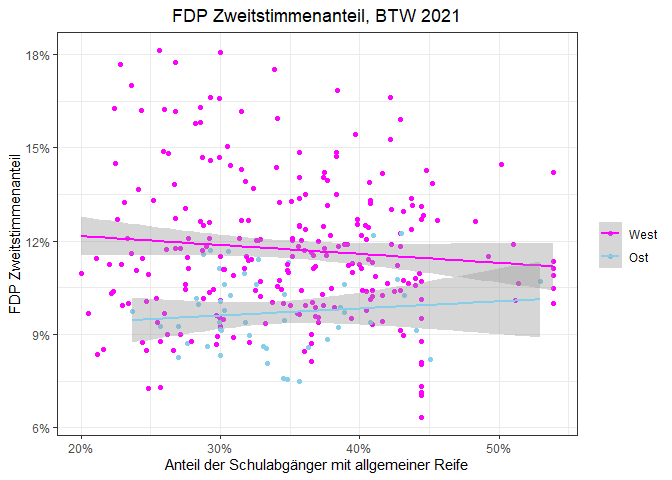 FDP Zweitstimmenanteil, BTW 2021
FDP Zweitstimmenanteil
18%
15%
12%
9%
6%
20%
30%
40%
50%
Anteil der Schulabgänger mit allgemeiner Reife
West
Ost